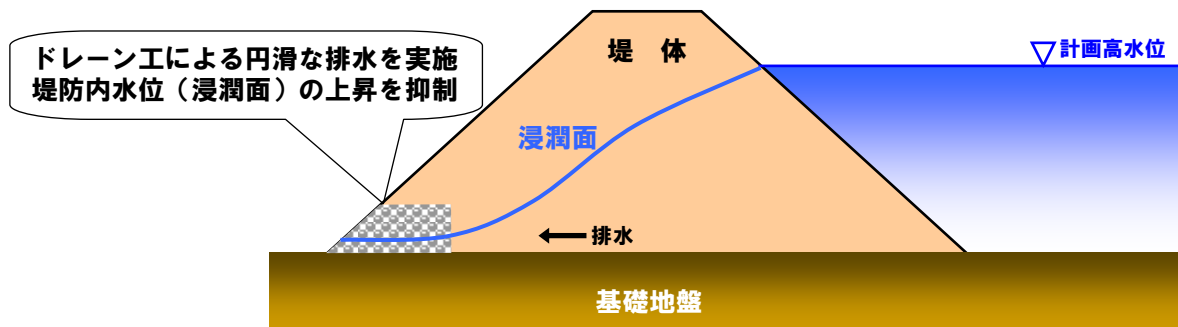 ドレーン工による円滑な排水を実施
堤防内水位（浸潤面）の上昇を抑制
堤　体
計画高水位
浸潤面
排水
基礎地盤